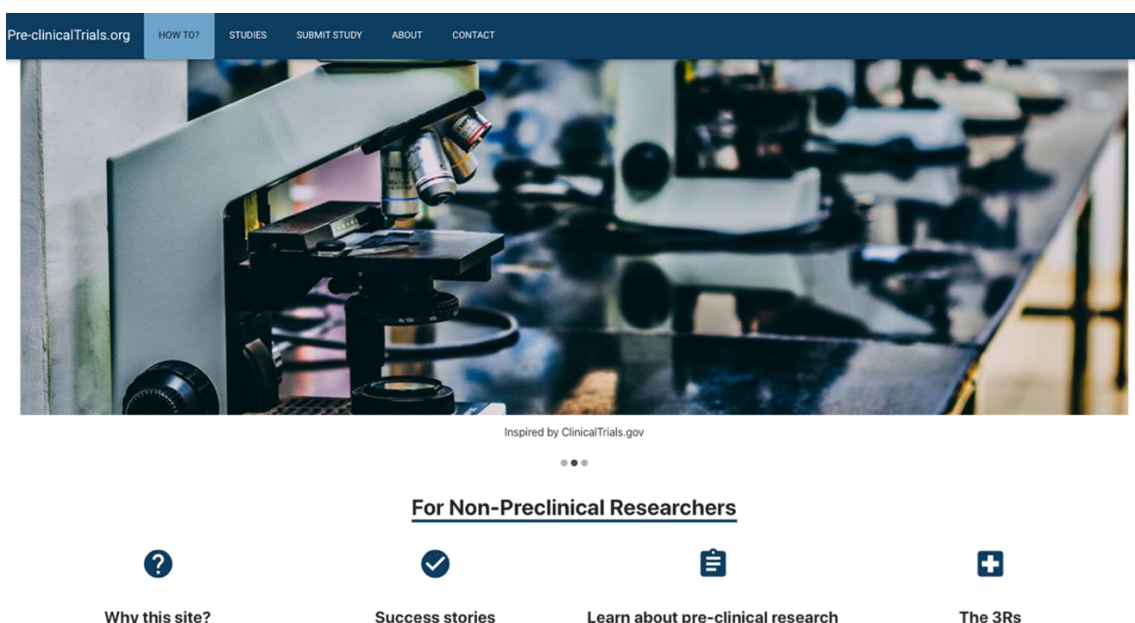 Pre-clinicalTrials.org HOW TO? STUDIES SUBMIT STUDY ABOUT CONTACT
Inspired by ClinicalTrials.gov
For Non-Preclinical Researchers
Why this site? Success stories Learn about pre-clinical research The 3Rs